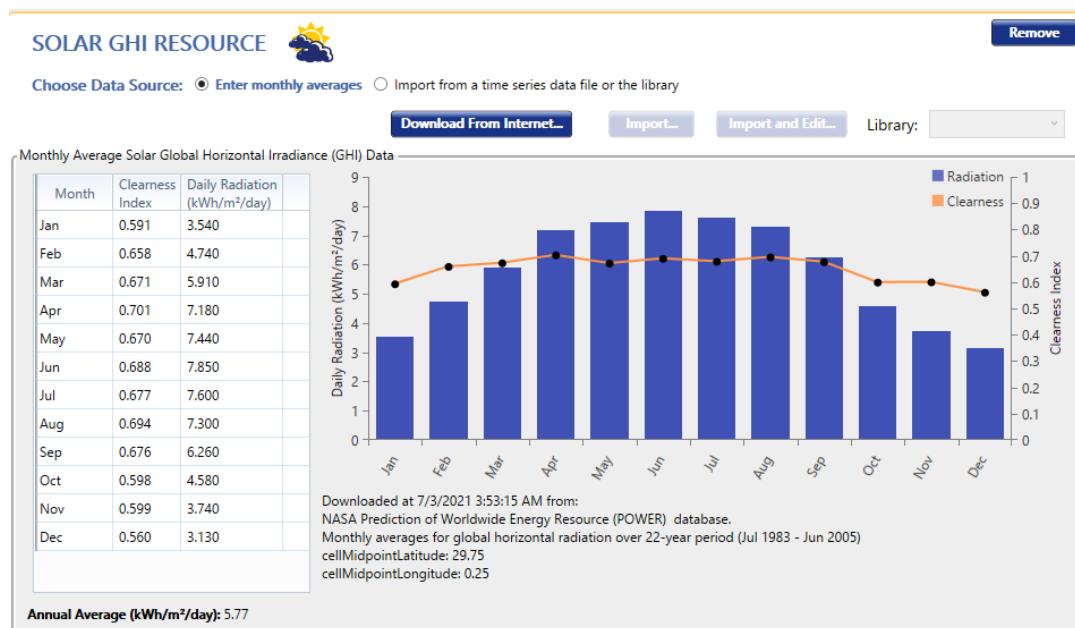 SOLAR GHI RESOURCE
Remove
Choose Data Source: Enter monthly averages Import from a time series data file or the library
Download From Internet... Import... Import and Edit... Library:
Monthly Average Solar Global Horizontal Irradiance (GHI) Data
Month Clearness Index Daily Radiation (kWh/m²/day)
Jan 0.591 3.540
Feb 0.658 4.740
Mar 0.671 5.910
Apr 0.701 7.180
May 0.670 7.440
Jun 0.688 7.850
Jul 0.677 7.600
Aug 0.694 7.300
Sep 0.676 6.260
Oct 0.598 4.580
Nov 0.599 3.740
Dec 0.560 3.130
Annual Average (kWh/m²/day): 5.77
Daily Radiation (kWh/m²/day)
9
8
7
6
5
4
3
2
1
0
Radiation
Clearness
1
0.9
0.8
0.7
0.6
0.5
0.4
0.3
0.2
0.1
0
Clearness Index
Jan Feb Mar Apr May Jun Jul Aug Sep Oct Nov Dec
Downloaded at 7/3/2021 3:53:15 AM from:
NASA Prediction of Worldwide Energy Resource (POWER) database.
Monthly averages for global horizontal radiation over 22-year period (Jul 1983 - Jun 2005)
cellMidpointLatitude: 29.75
cellMidpointLongitude: 0.25